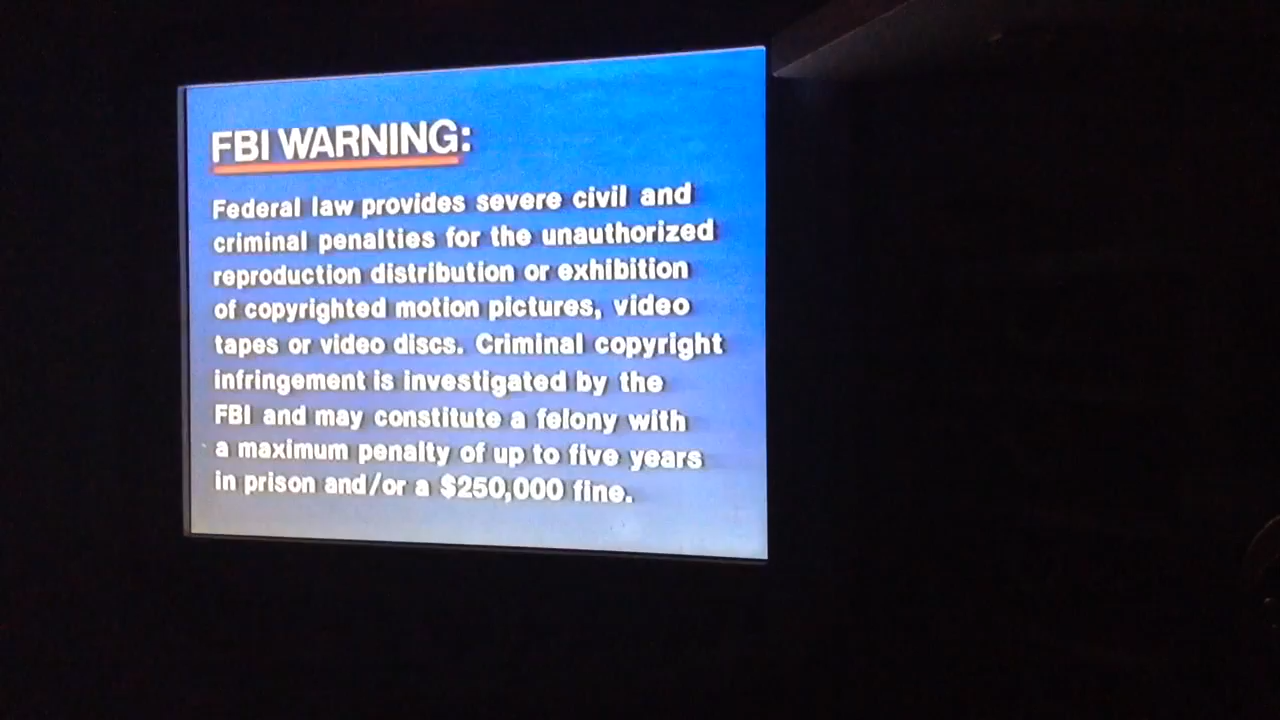 FBI WARNING:
Federal law provides severe civil and
criminal penalties for the unauthorized
reproduction distribution or exhibition
of copyrighted motion pictures, video
tapes or video discs. Criminal copyright
infringement is investigated by the
FBI and may constitute a felony with
a maximum penalty of up to five years
in prison and/or a $250,000 fine.